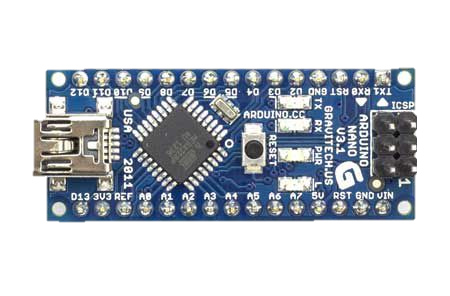 D12 D11 D10 D9 D8 D7 D6 D5 D4 D3 D2 GND RST RX0 TX1
ICSP
TX
RX
PWR
L
ARDUINO.CC
RESET
USA
2011
GRAVITECH.US
ARDUINO
NANO
V3.1
G
1
D13 3V3 REF A0 A1 A2 A3 A4 A5 A6 A7 5V RST GND VIN